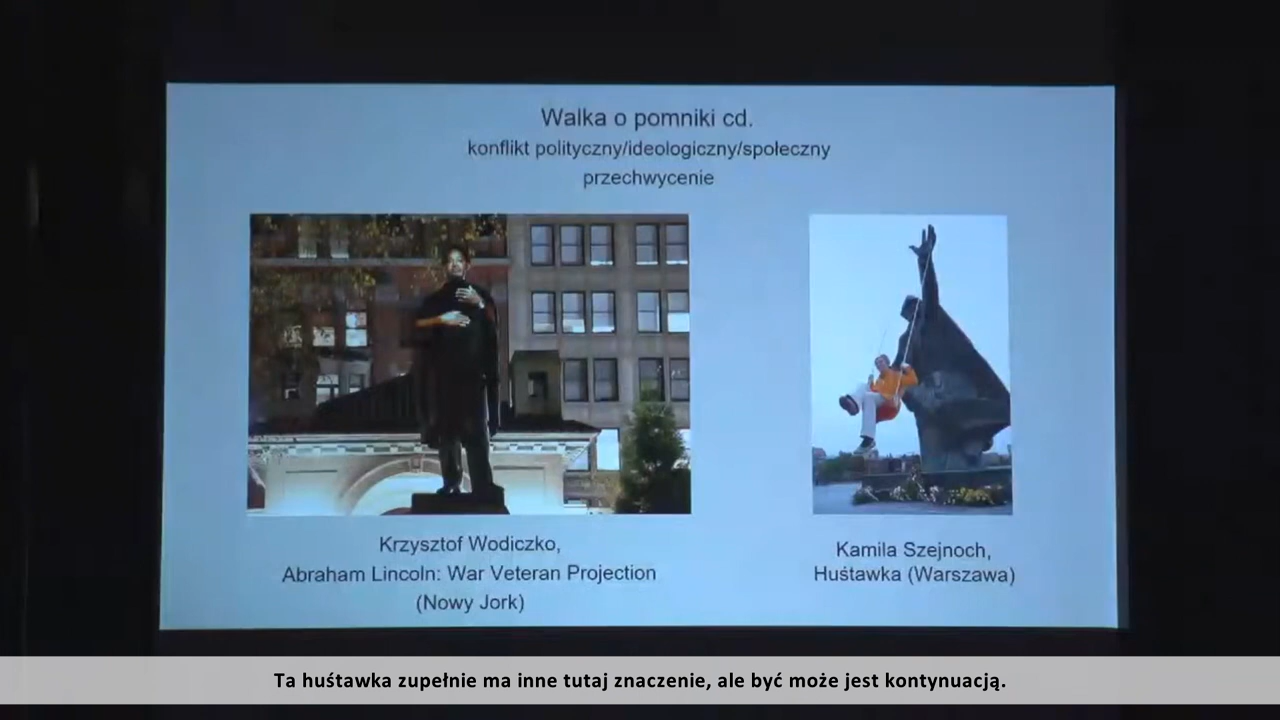 Walka o pomniki cd.
konflikt polityczny/ideologiczny/społeczny
przechwycenie
Krzysztof Wodiczko,
Abraham Lincoln: War Veteran Projection
(Nowy Jork)
Kamila Szejnoch,
Huśtawka (Warszawa)
Ta huśtawka zupełnie ma inne tutaj znaczenie, ale być może jest kontynuacją.